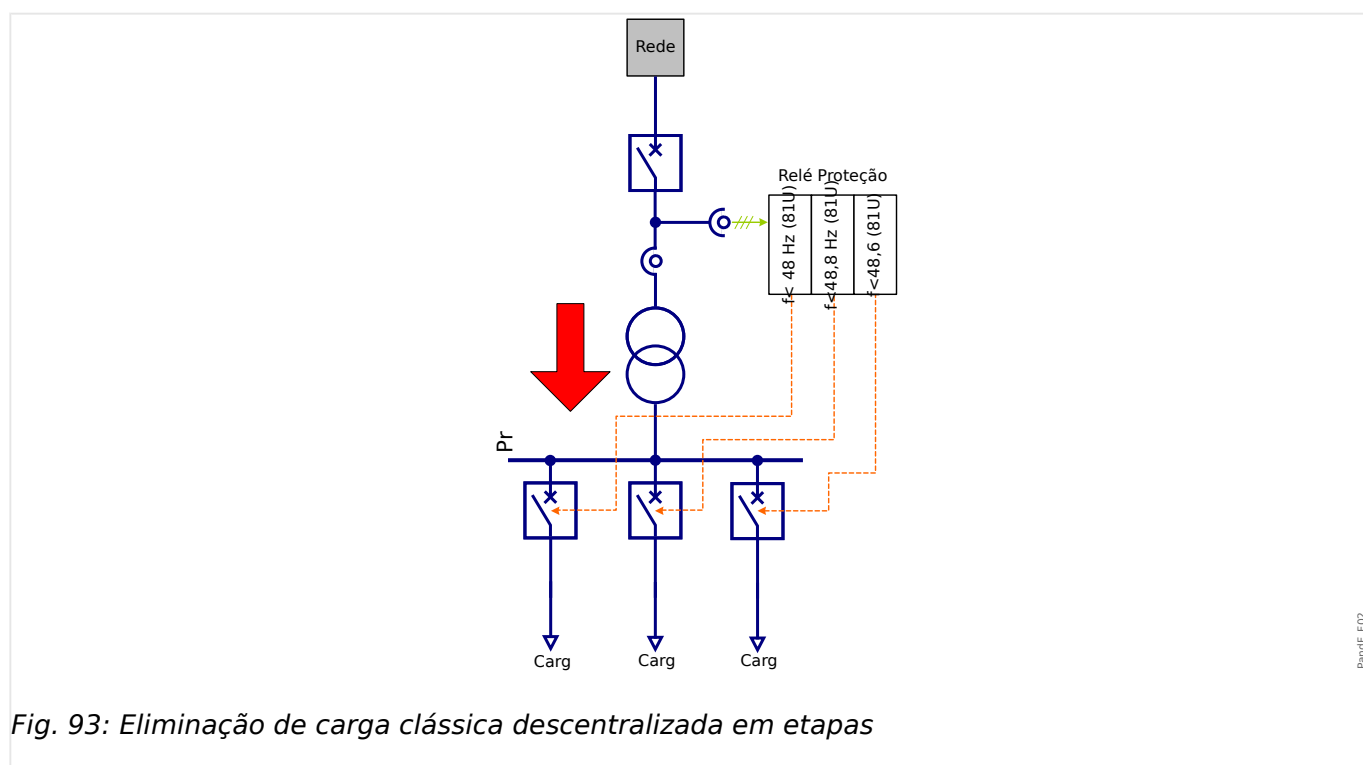 Rede
Relé Proteção
f< 48 Hz (81U)
f<48,8 Hz (81U)
f<48,6 (81U)
Pr
Carg
Carg
Carg
PandF_E02
Fig. 93: Eliminação de carga clássica descentralizada em etapas